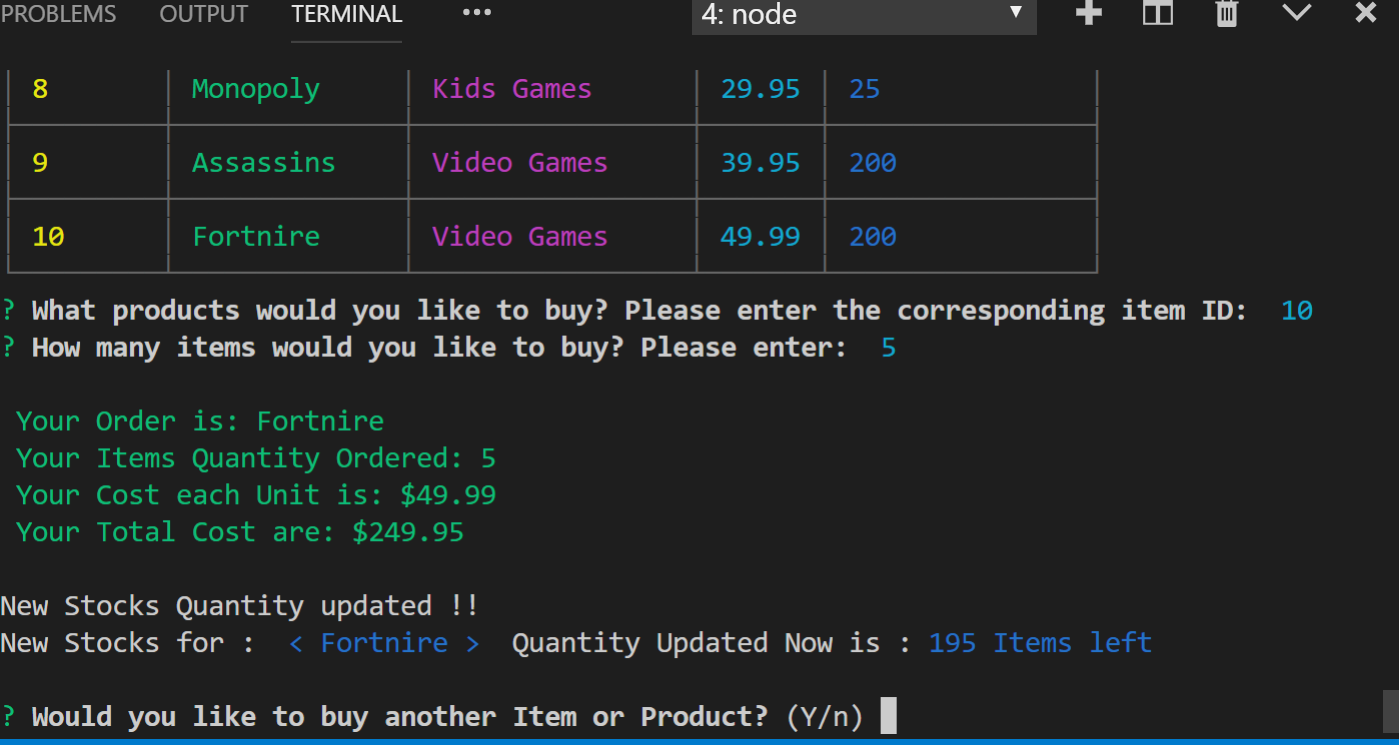 PROBLEMS OUTPUT TERMINAL ••• 4: node
8 Monopoly Kids Games 29.95 25
9 Assassins Video Games 39.95 200
10 Fortnire Video Games 49.99 200
? What products would you like to buy? Please enter the corresponding item ID: 10
? How many items would you like to buy? Please enter: 5
Your Order is: Fortnire
Your Items Quantity Ordered: 5
Your Cost each Unit is: $49.99
Your Total Cost are: $249.95
New Stocks Quantity updated !!
New Stocks for : < Fortnire > Quantity Updated Now is : 195 Items left
? Would you like to buy another Item or Product? (Y/n)